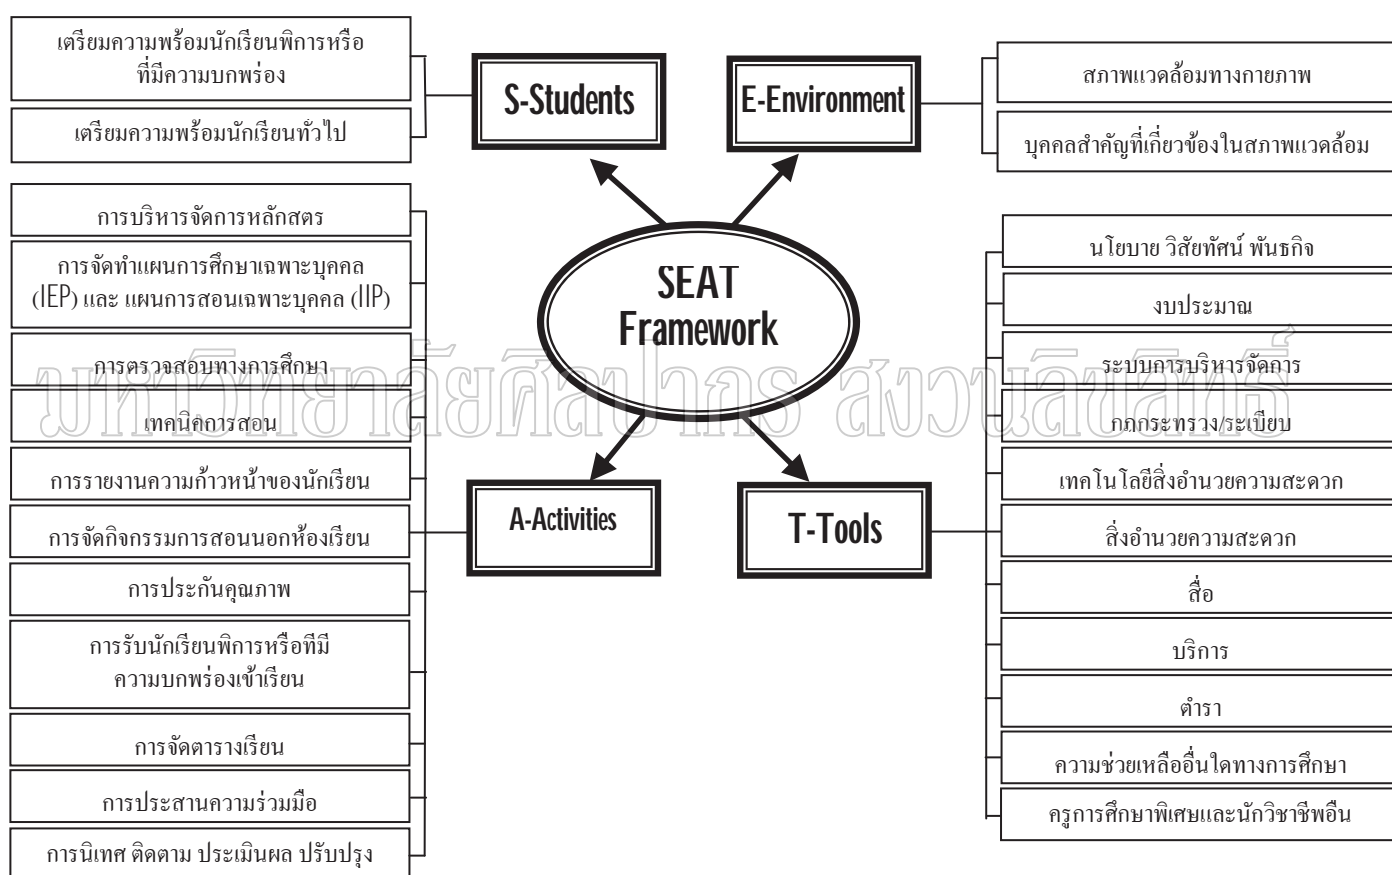 เตรียมความพร้อมนักเรียนพิการหรือ
ที่มีความบกพร่อง
เตรียมความพร้อมนักเรียนทั่วไป
S-Students
E-Environment
สภาพแวดล้อมทางกายภาพ
บุคคลสำคัญที่เกี่ยวข้องในสภาพแวดล้อม
SEAT
Framework
การบริหารจัดการหลักสูตร
การจัดทำแผนการศึกษาเฉพาะบุคคล
(IEP) และ แผนการสอนเฉพาะบุคคล (IIP)
การตรวจสอบทางการศึกษา
เทคนิคการสอน
การรายงานความก้าวหน้าของนักเรียน
การจัดกิจกรรมการสอนนอกห้องเรียน
การประกันคุณภาพ
การรับนักเรียนพิการหรือทีมี
ความบกพร่องเข้าเรียน
การจัดตารางเรียน
การประสานความร่วมมือ
การนิเทศ ติดตาม ประเมินผล ปรับปรุง
A-Activities
T-Tools
นโยบาย วิสัยทัศน์ พันธกิจ
งบประมาณ
ระบบการบริหารจัดการ
กฎกระทรวง/ระเบียบ
เทคโนโลยีสิ่งอำนวยความสะดวก
สิ่งอำนวยความสะดวก
สื่อ
บริการ
ตำรา
ความช่วยเหลืออื่นใดทางการศึกษา
ครูการศึกษาพิเศษและนักวิชาชีพอื่น
มหาวิทยาลัยศิลปากร สงวนลิขสิทธิ์